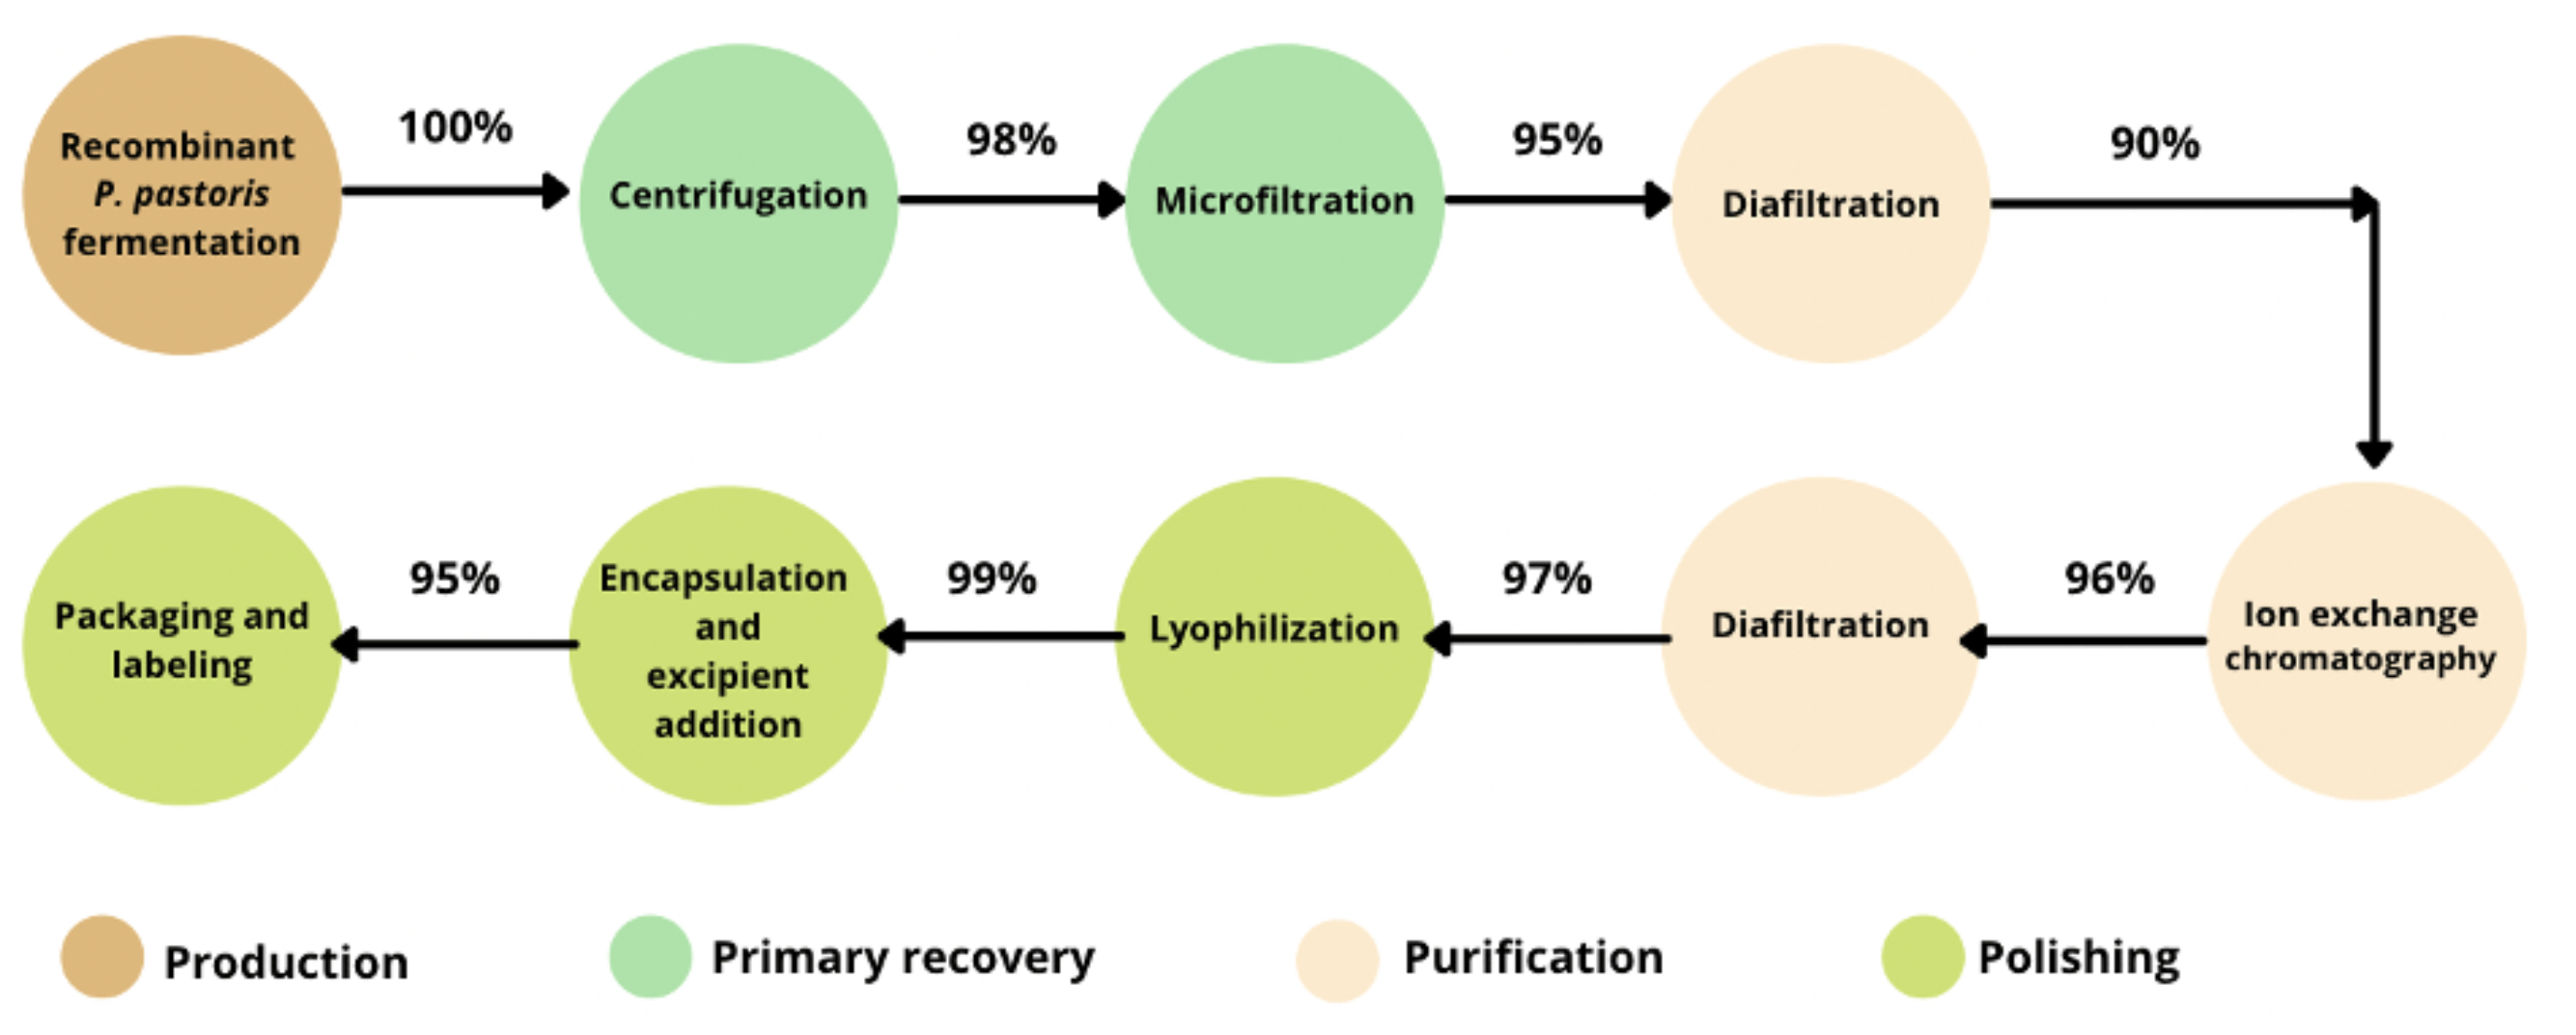 Recombinant
P. pastoris
fermentation
100%
Centrifugation
98%
Microfiltration
95%
Diafiltration
90%
Ion exchange
chromatography
96%
Diafiltration
97%
Lyophilization
99%
Encapsulation
and
excipient
addition
95%
Packaging and
labeling
Production
Primary recovery
Purification
Polishing